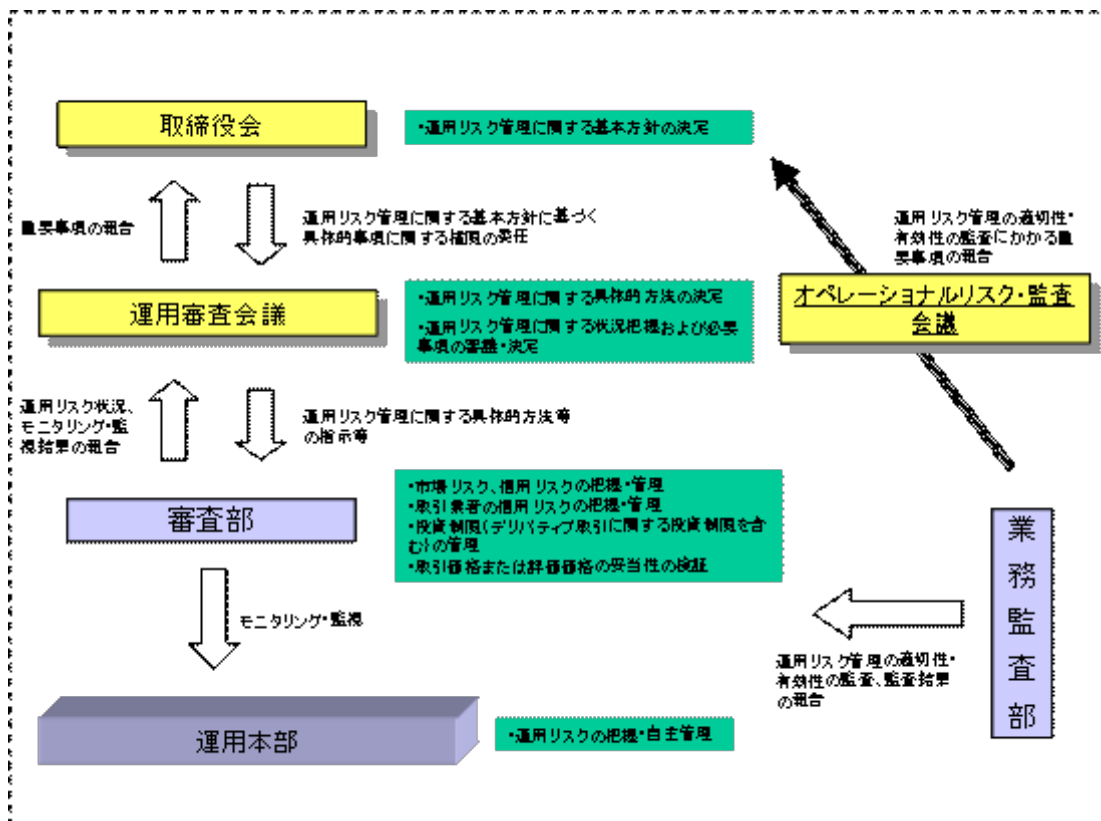 取締役会
・運用リスク管理に関する基本方針の決定
重要事項の報告
運用リスク管理に関する基本方針に基づく
具体的事項に関する権限の委任
運用リスク管理の適切性・
有効性の監査にかかる重
要事項の報告
運用審査会議
・運用リスク管理に関する具体的方法の決定
・運用リスク管理に関する状況把握および必要
事項の審議・決定
オペレーショナルリスク・監査
会議
運用リスク状況、
モニタリング・監
視結果の報告
運用リスク管理に関する具体的方法等
の指示等
審査部
・市場リスク、信用リスクの把握・管理
・取引業者の信用リスクの把握・管理
・投資制限(デリバティブ取引に関する投資制限を含
む)の管理
・取引価格または評価価格の妥当性の検証
業
務
監
査
部
モニタリング・監視
運用リスク管理の適切性・
有効性の監査、監査結果
の報告
運用本部
・運用リスクの把握・自主管理